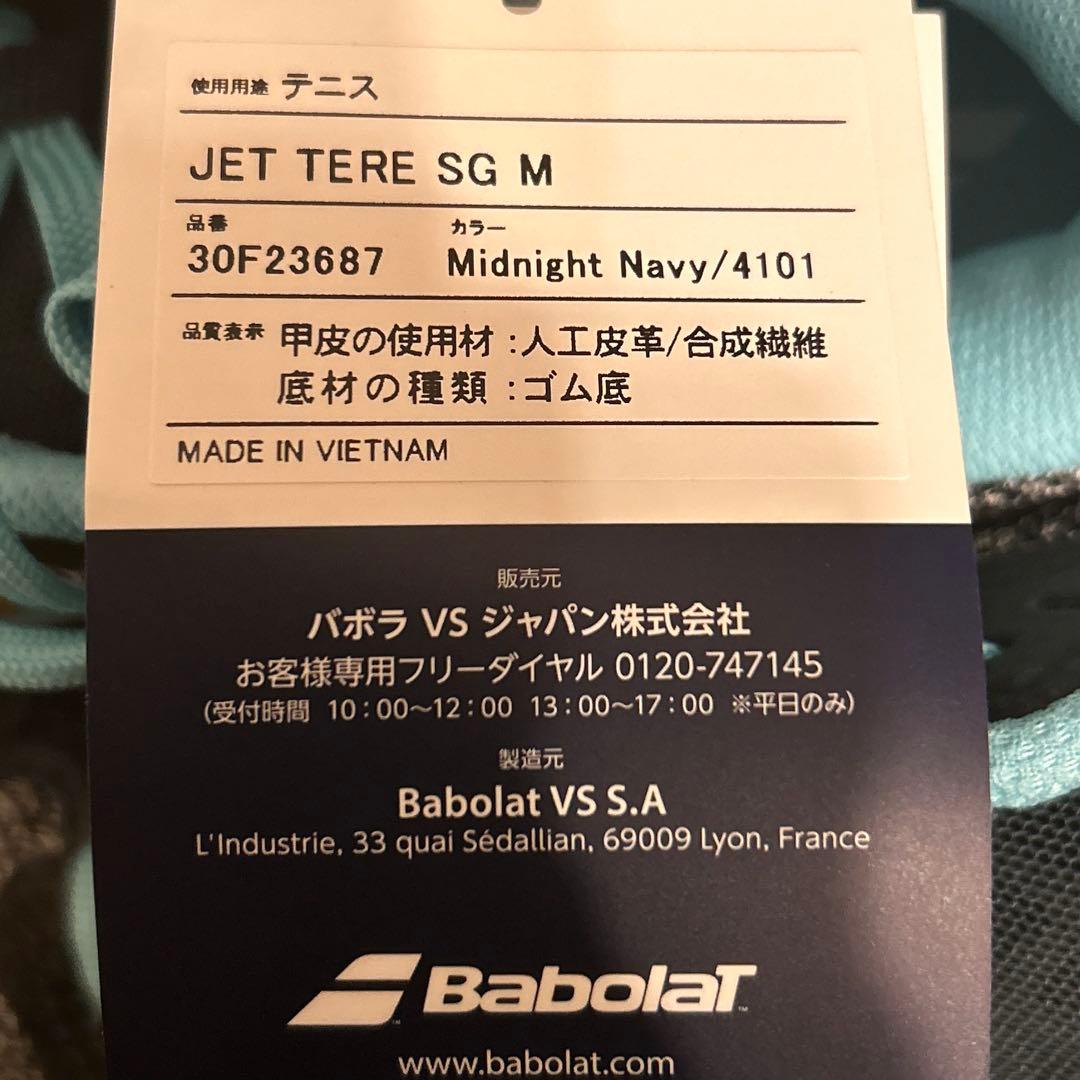 使用用途 テニス
JET TERE SG M
品番 カラー
30F23687 Midnight Navy/4101
品質表示 甲皮の使用材:人工皮革/合成繊維
底材の種類:ゴム底
MADE IN VIETNAM
販売元
バボラ VS ジャパン株式会社
お客様専用フリーダイヤル 0120-747145
(受付時間 10:00〜12:00 13:00〜17:00 ※平日のみ)
製造元
Babolat VS S.A
L'Industrie, 33 quai Sédallian, 69009 Lyon, France
BabolaT
www.babolat.com